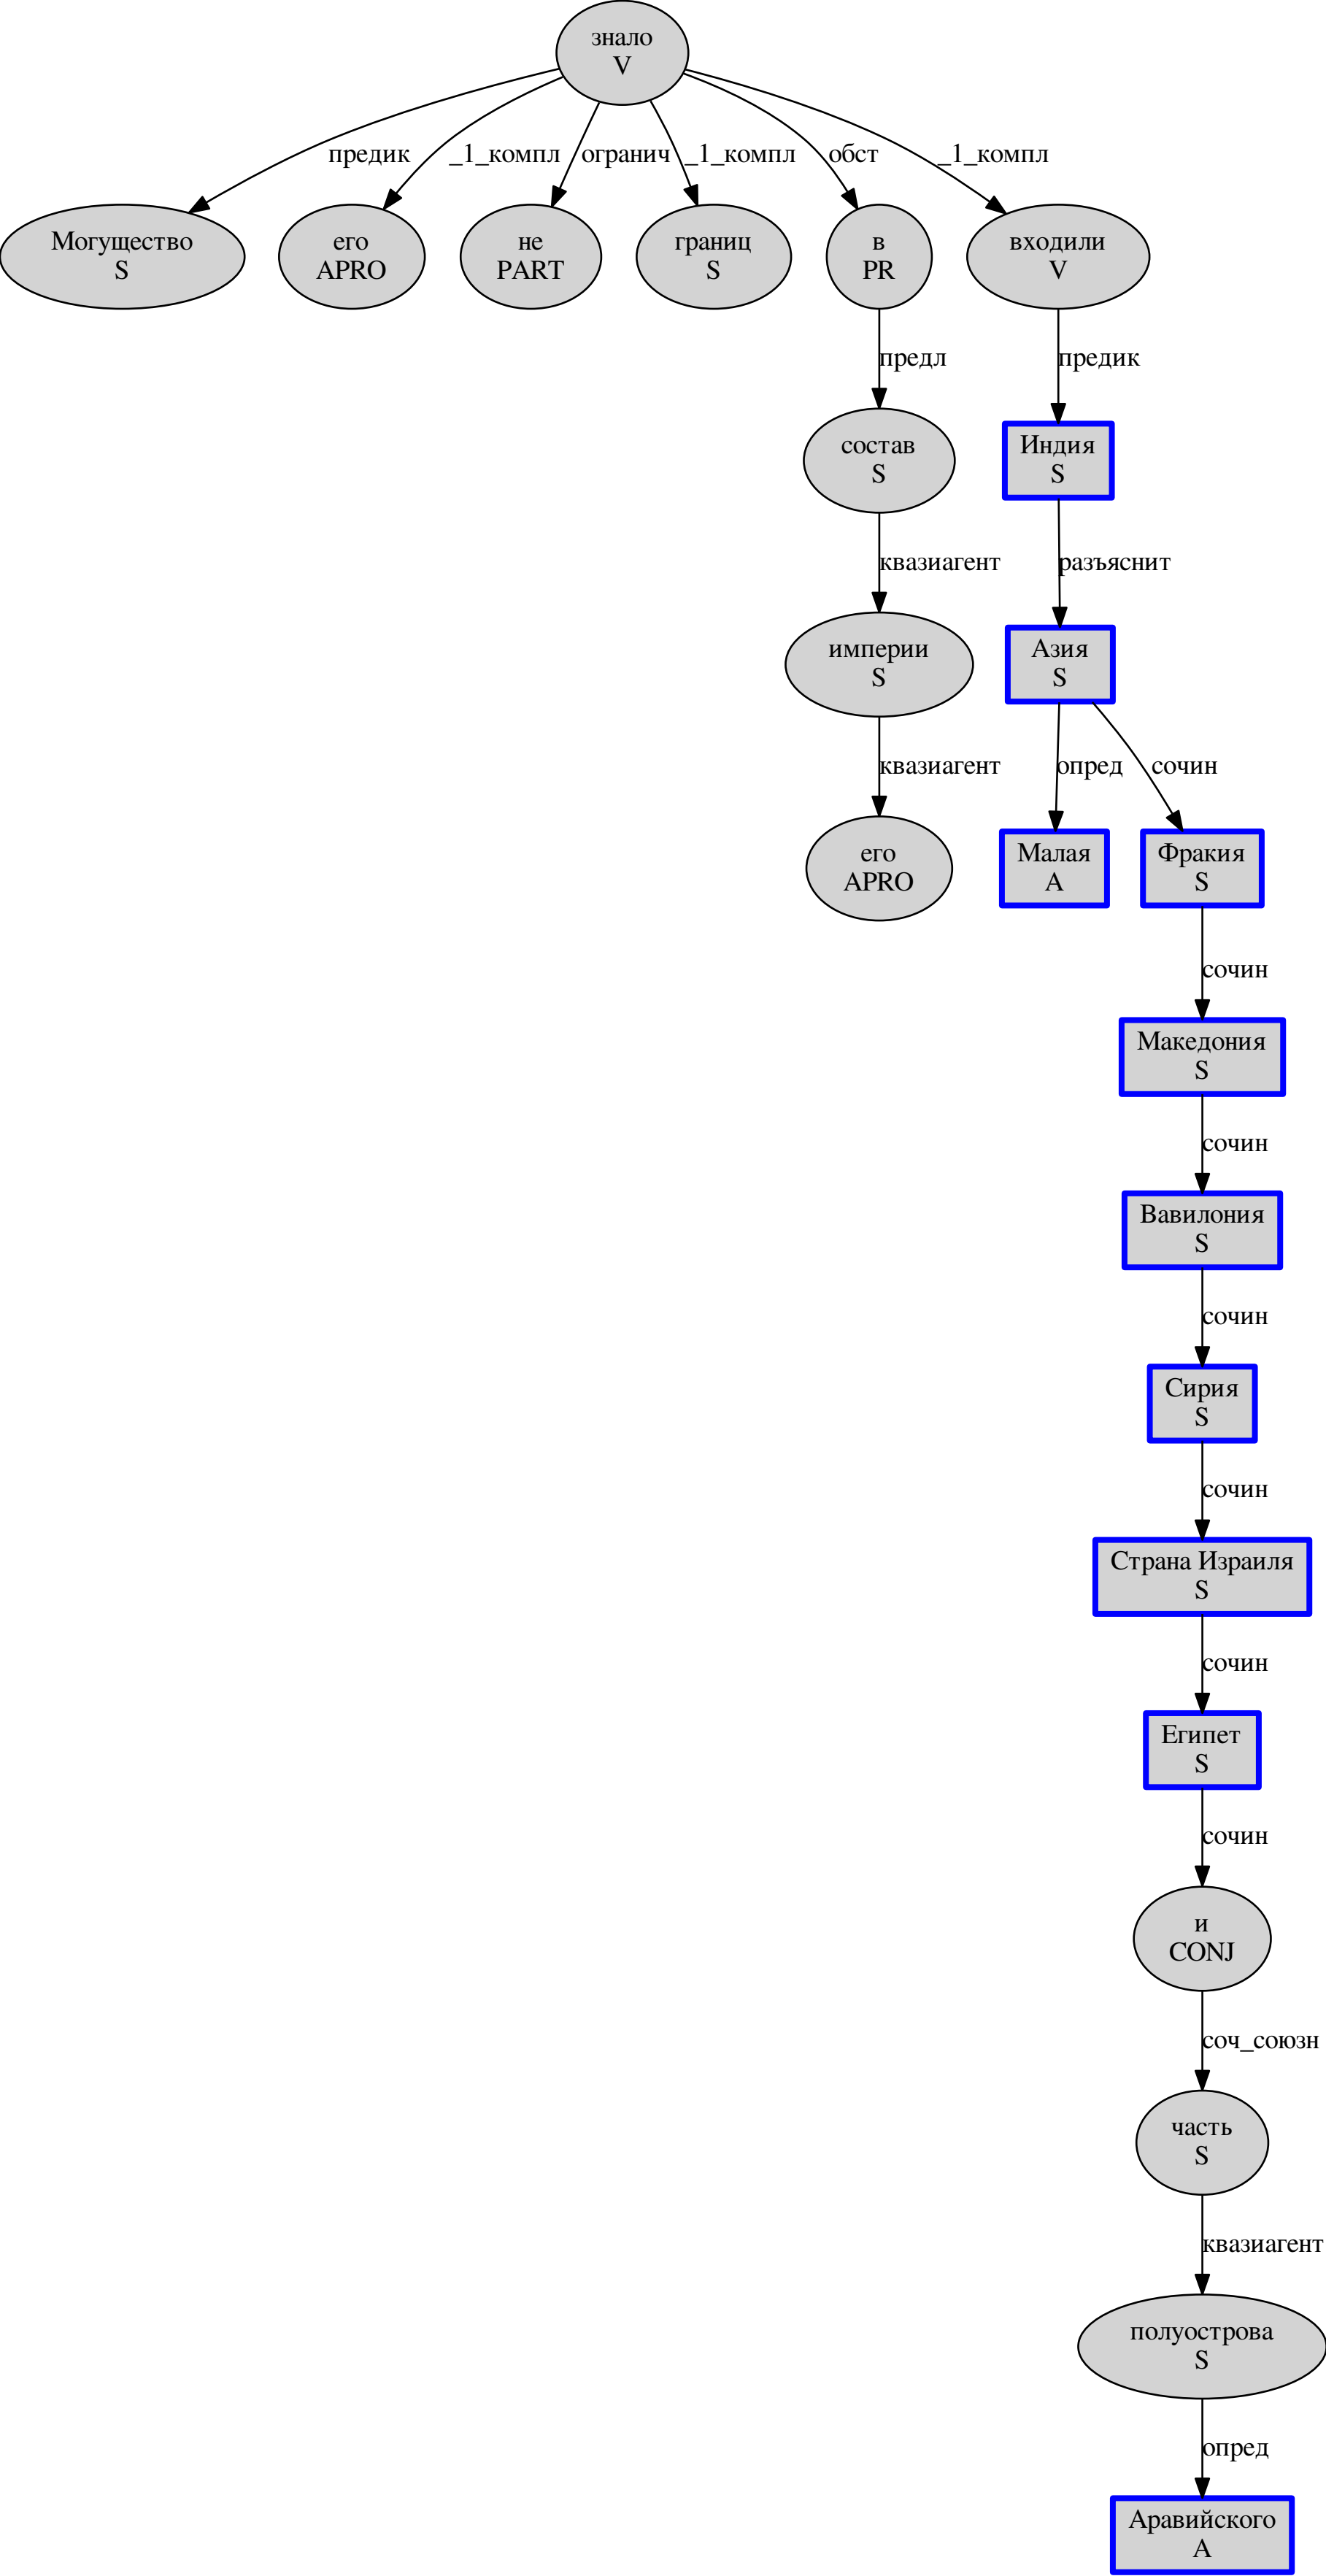 знало
V
предик
_1_компл
огранич
_1_компл
обст
_1_компл
Могущество
S
его
APRO
не
PART
границ
S
в
PR
входили
V
предл
предик
состав
S
Индия
S
квазиагент
разъяснит
империи
S
Азия
S
квазиагент
опред
сочин
его
APRO
Малая
A
Фракия
S
сочин
Македония
S
сочин
Вавилония
S
сочин
Сирия
S
сочин
Страна Израиля
S
сочин
Египет
S
сочин
и
CONJ
соч_союзн
часть
S
квазиагент
полуострова
S
опред
Аравийского
A